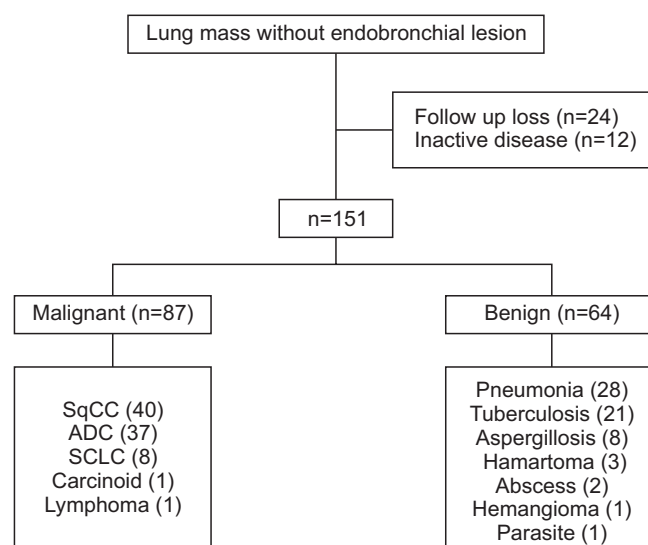 Lung mass without endobronchial lesion
Follow up loss (n=24)
Inactive disease (n=12)
n=151
Malignant (n=87)
Benign (n=64)
SqCC (40)
ADC (37)
SCLC (8)
Carcinoid (1)
Lymphoma (1)
Pneumonia (28)
Tuberculosis (21)
Aspergillosis (8)
Hamartoma (3)
Abscess (2)
Hemangioma (1)
Parasite (1)